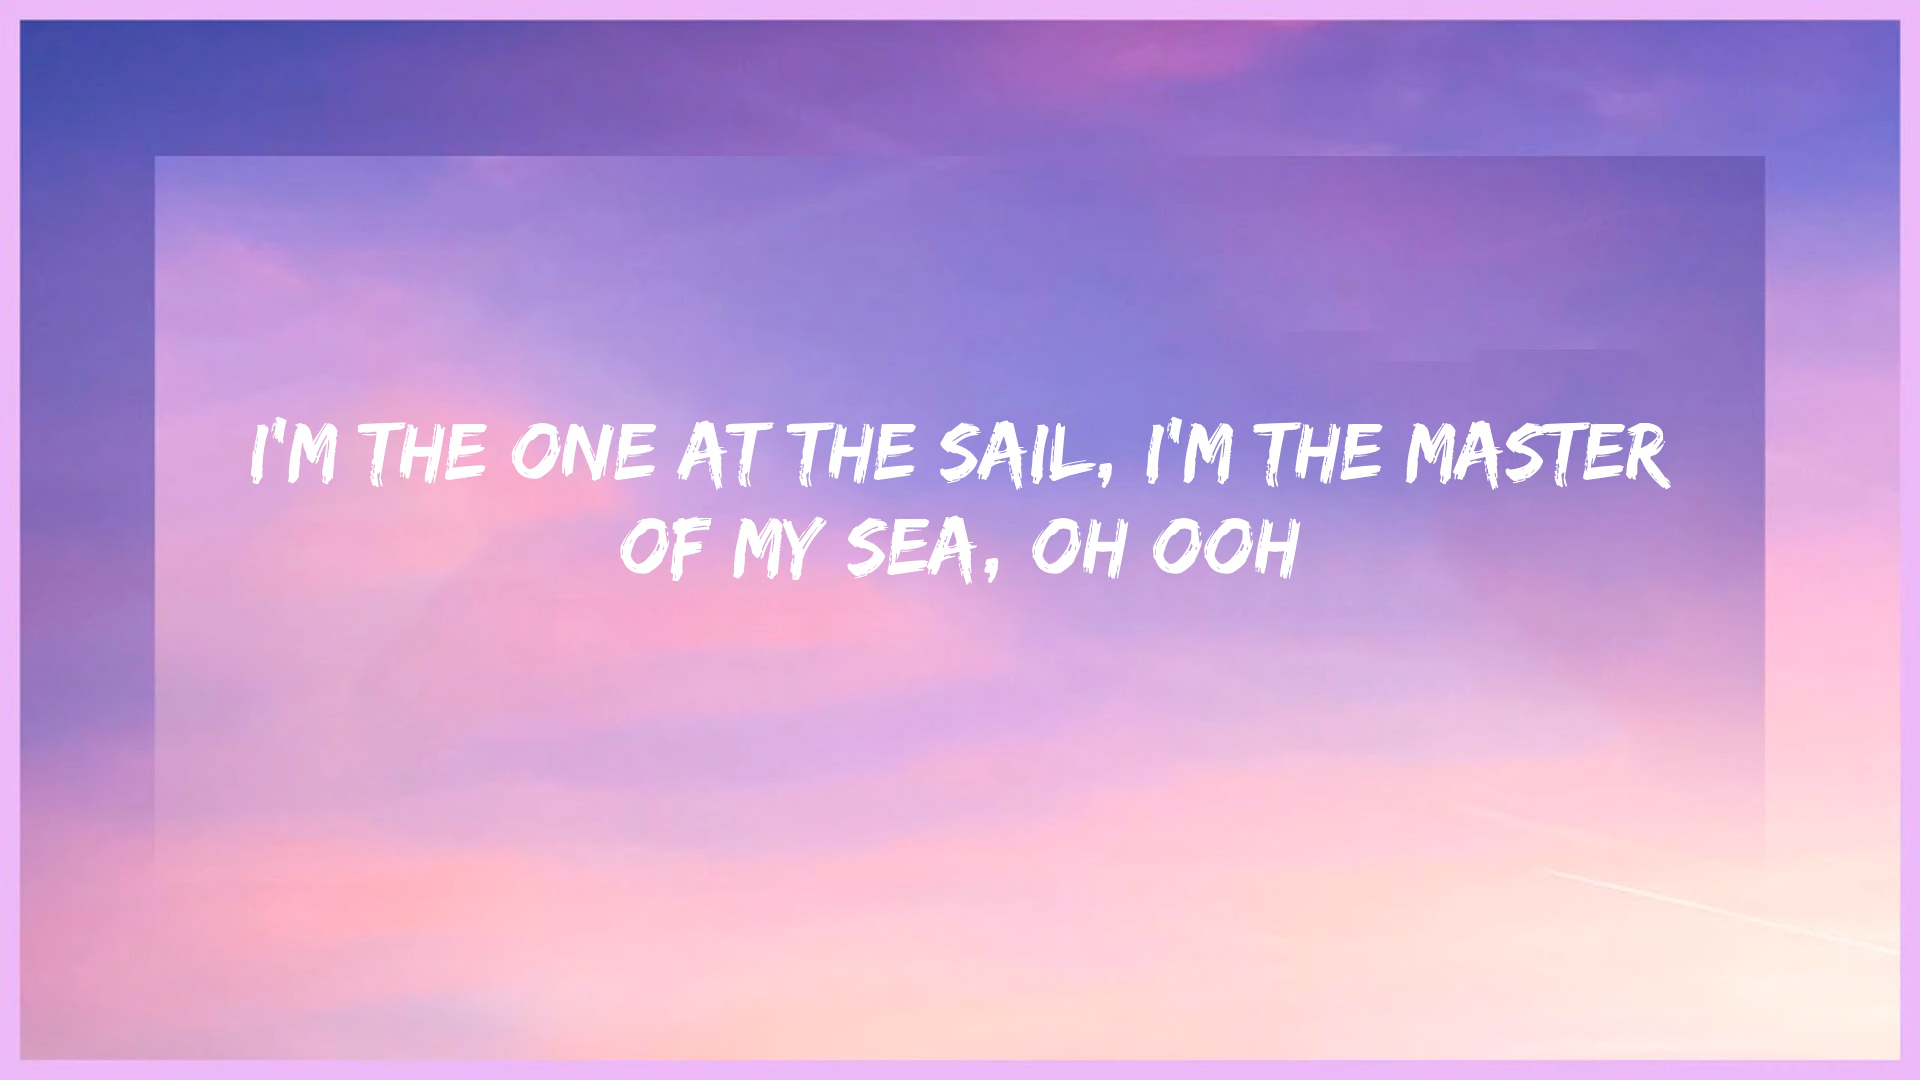 I'M THE ONE AT THE SAIL, I'M THE MASTER
OF MY SEA, OH OOH